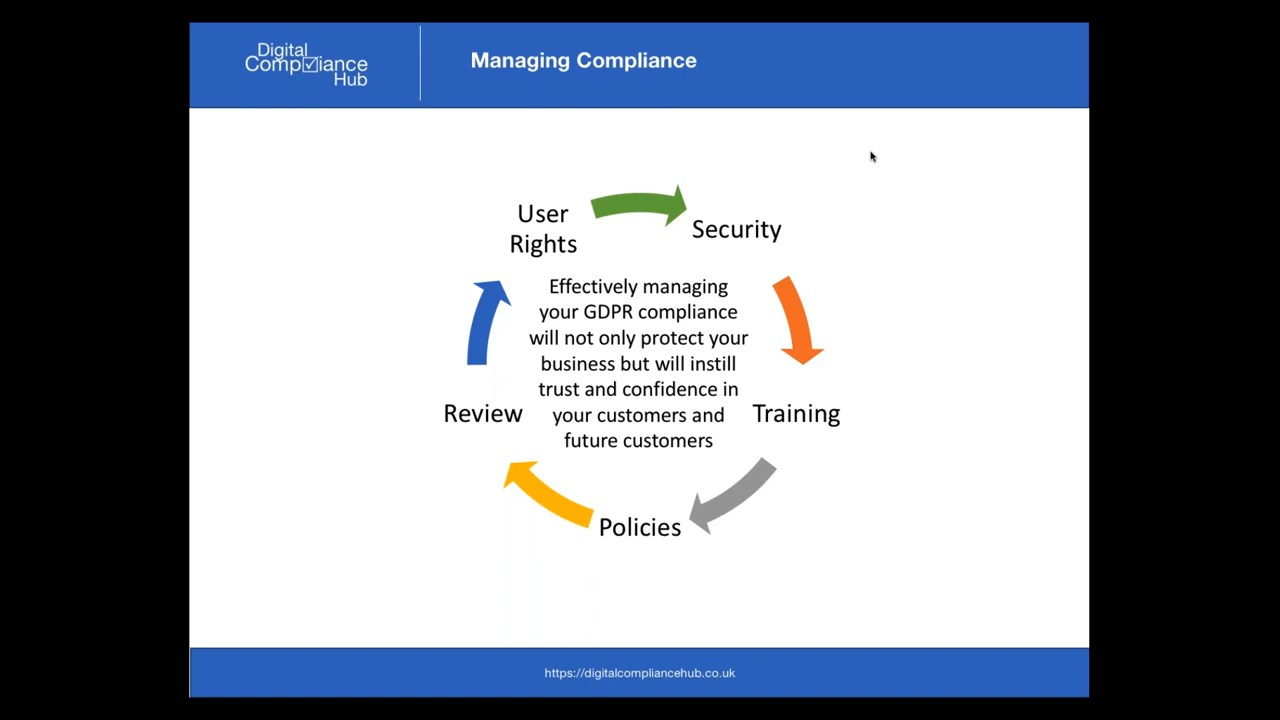 Digital
Compliance
Hub
Managing Compliance
User
Rights
Security
Effectively managing
your GDPR compliance
will not only protect your
business but will instill
trust and confidence in
your customers and
future customers
Review
Training
Policies
https://digitalcompliancehub.co.uk